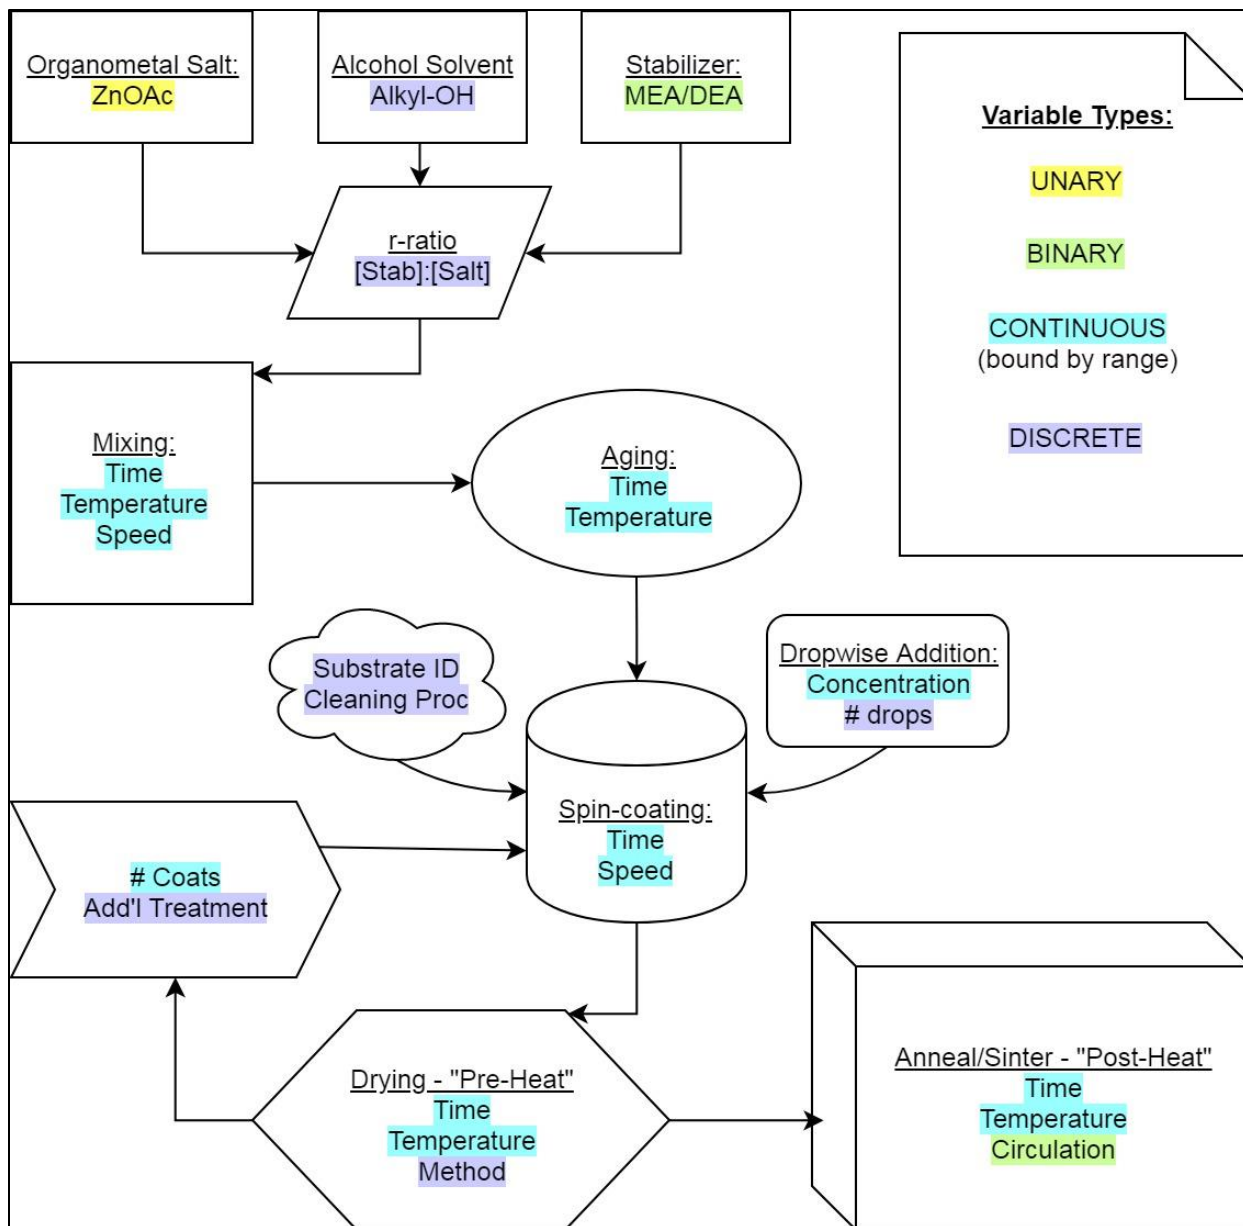 Organometal Salt:
ZnOAc
Alcohol Solvent
Alkyl-OH
Stabilizer:
MEA/DEA
Variable Types:
UNARY
BINARY
CONTINUOUS
(bound by range)
DISCRETE
r-ratio
[Stab]:[Salt]
Mixing:
Time
Temperature
Speed
Aging:
Time
Temperature
Substrate ID
Cleaning Proc
Dropwise Addition:
Concentration
# drops
Spin-coating:
Time
Speed
# Coats
Add'l Treatment
Drying - "Pre-Heat"
Time
Temperature
Method
Anneal/Sinter - "Post-Heat"
Time
Temperature
Circulation